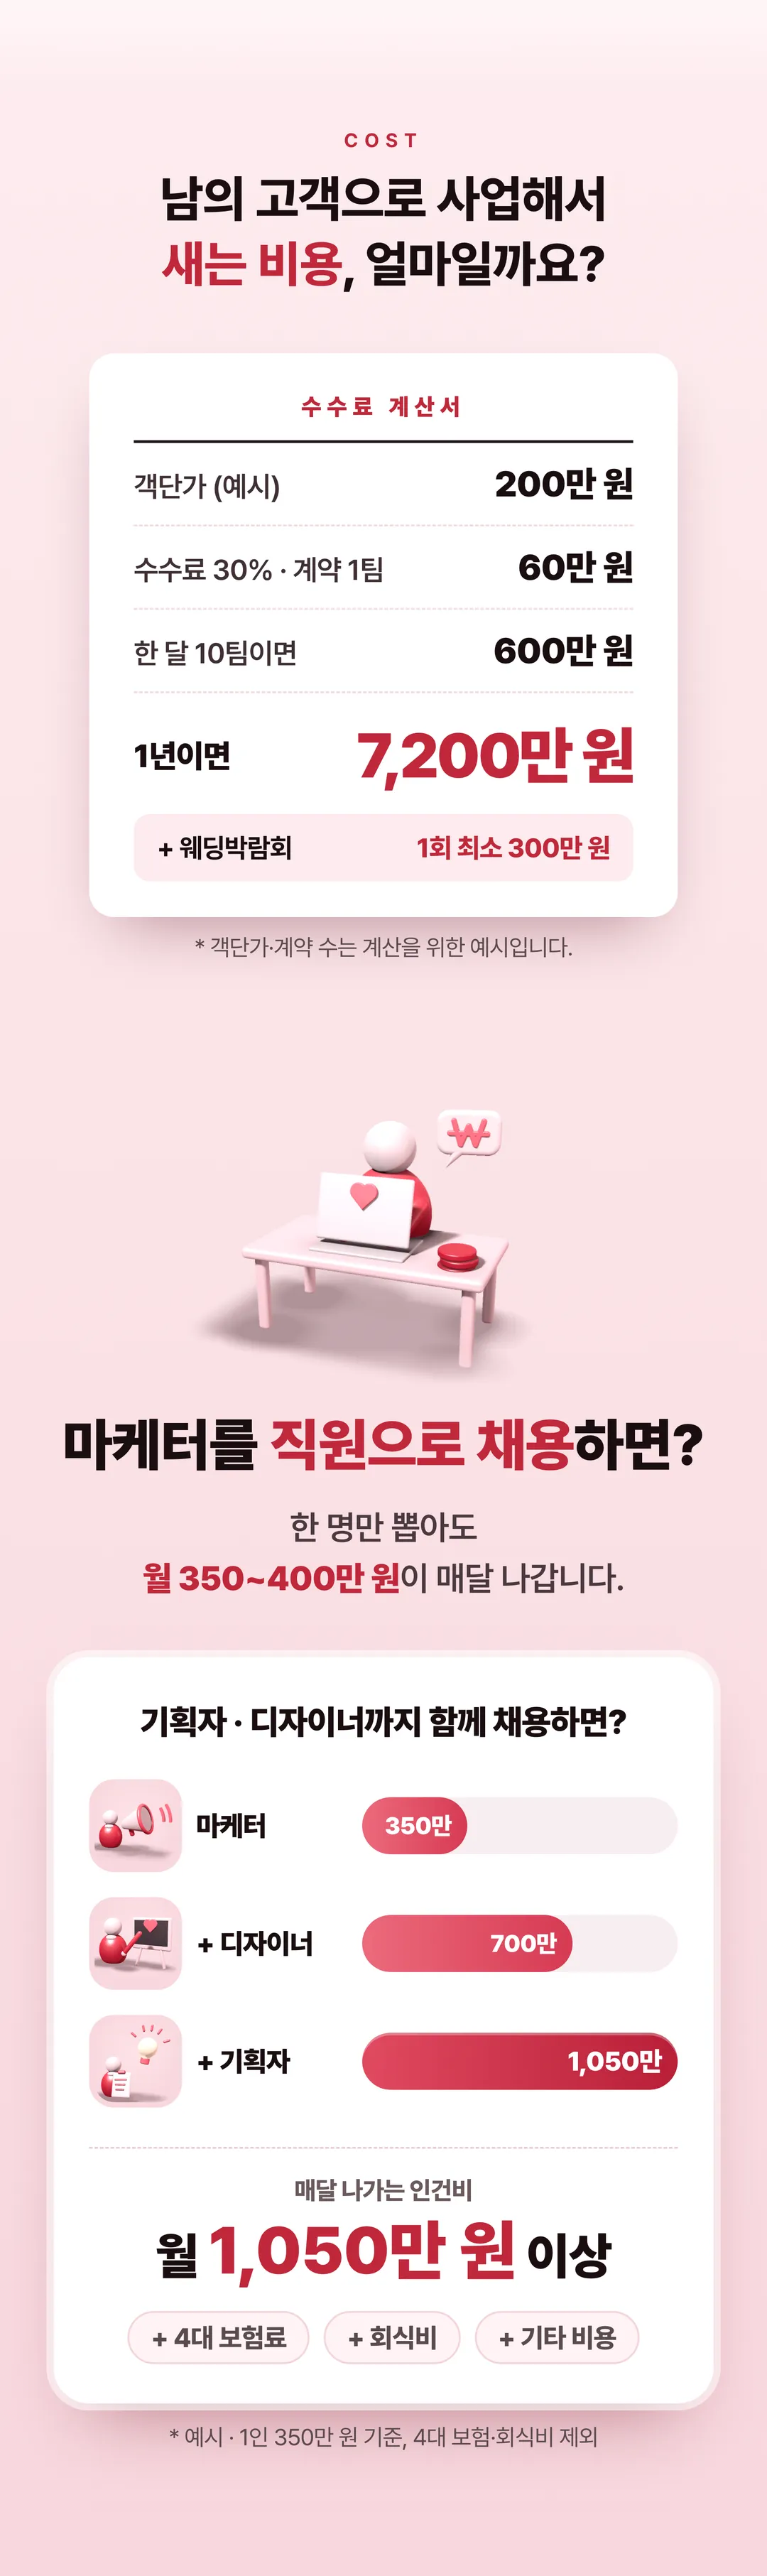 COST
남의 고객으로 사업해서
새는 비용, 얼마일까요?
수수료 계산서
객단가 (예시) 200만 원
수수료 30% · 계약 1팀 60만 원
한 달 10팀이면 600만 원
1년이면 7,200만 원
+ 웨딩박람회 1회 최소 300만 원
* 객단가·계약 수는 계산을 위한 예시입니다.
₩
마케터를 직원으로 채용하면?
한 명만 뽑아도
월 350~400만 원이 매달 나갑니다.
기획자 · 디자이너까지 함께 채용하면?
마케터 350만
+ 디자이너 700만
+ 기획자 1,050만
매달 나가는 인건비
월 1,050만 원 이상
+ 4대 보험료 + 회식비 + 기타 비용
* 예시 · 1인 350만 원 기준, 4대 보험·회식비 제외